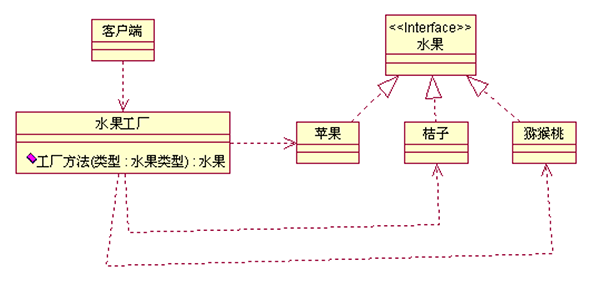 客户端
<<Interface>>
水果
水果工厂
工厂方法(类型 : 水果类型) : 水果
苹果
桔子
猕猴桃